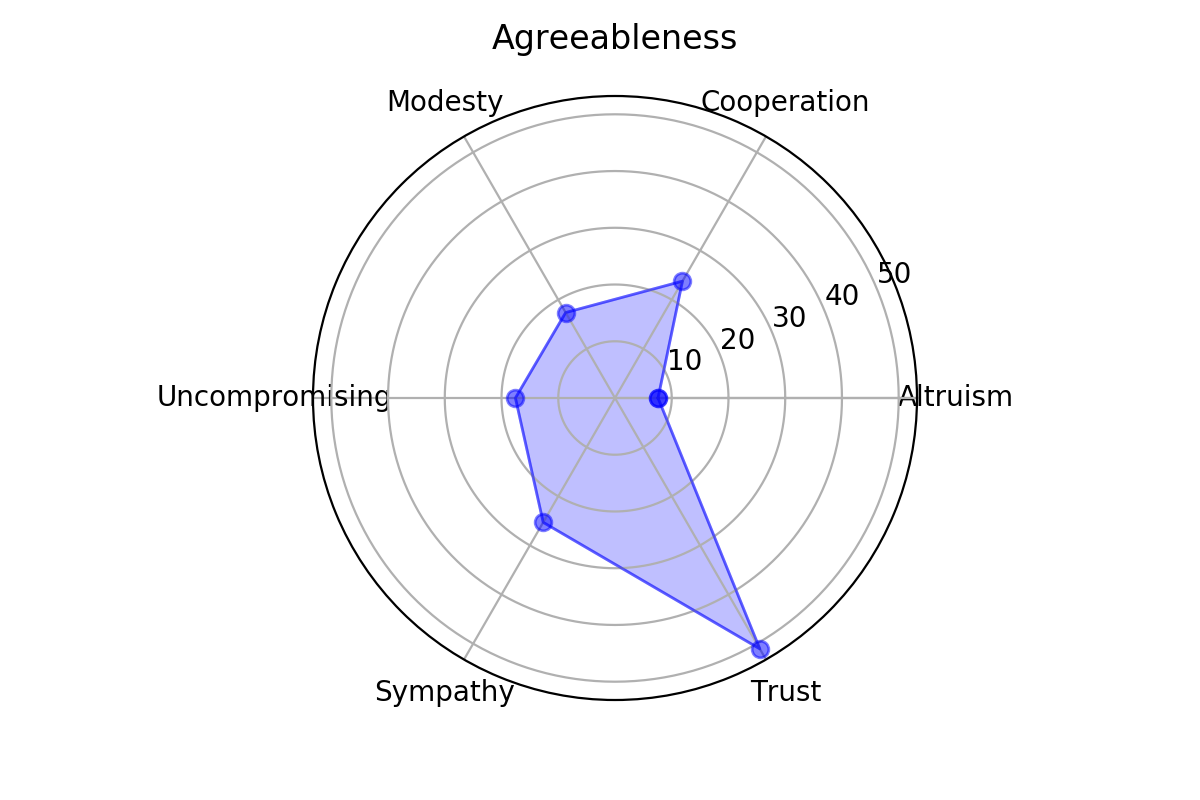 Agreeableness
Modesty
Cooperation
50
40
30
20
10
Uncompromising
Altruism
Sympathy
Trust